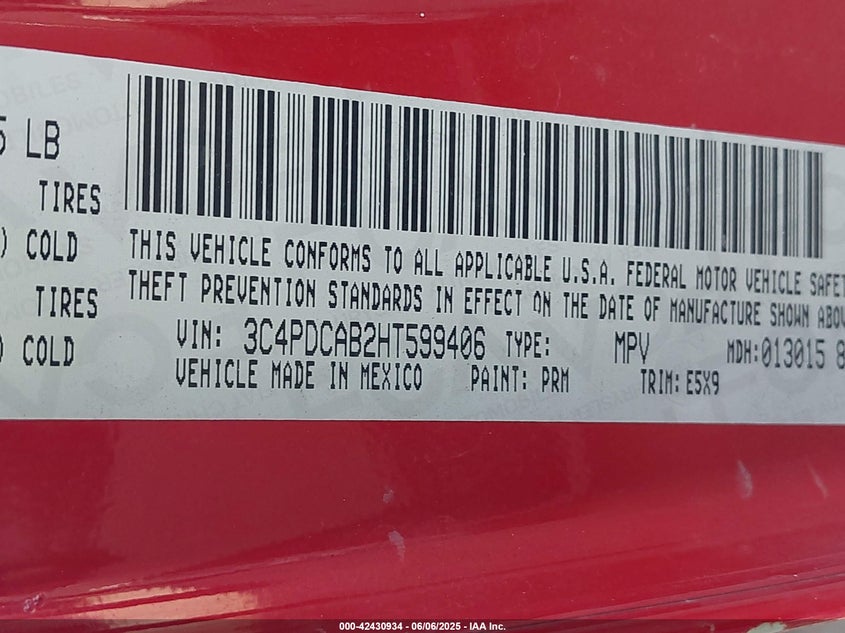 5 LB
TIRES
) COLD
TIRES
) COLD
THIS VEHICLE CONFORMS TO ALL APPLICABLE U.S.A. FEDERAL MOTOR VEHICLE SAFET
THEFT PREVENTION STANDARDS IN EFFECT ON THE DATE OF MANUFACTURE SHOWN ABOV
VIN: 3C4PDCAB2HT599406 TYPE: MPV MDH:013015 8
VEHICLE MADE IN MEXICO PAINT: PRM TRIM: E5X9
000-42430934 - 06/06/2025 - IAA Inc.